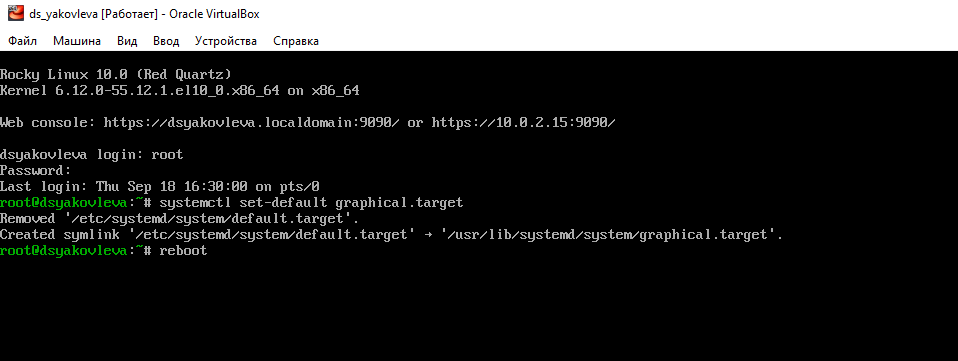 ds_yakovleva [Работает] - Oracle VirtualBox
Файл Машина Вид Ввод Устройства Справка
Rocky Linux 10.0 (Red Quartz)
Kernel 6.12.0-55.12.1.el10_0.x86_64 on x86_64
Web console: https://dsyakovleva.localdomain:9090/ or https://10.0.2.15:9090/
dsyakovleva login: root
Password:
Last login: Thu Sep 18 16:30:00 on pts/0
root@dsyakovleva:~# systemctl set-default graphical.target
Removed '/etc/systemd/system/default.target'.
Created symlink '/etc/systemd/system/default.target' → '/usr/lib/systemd/system/graphical.target'.
root@dsyakovleva:~# reboot